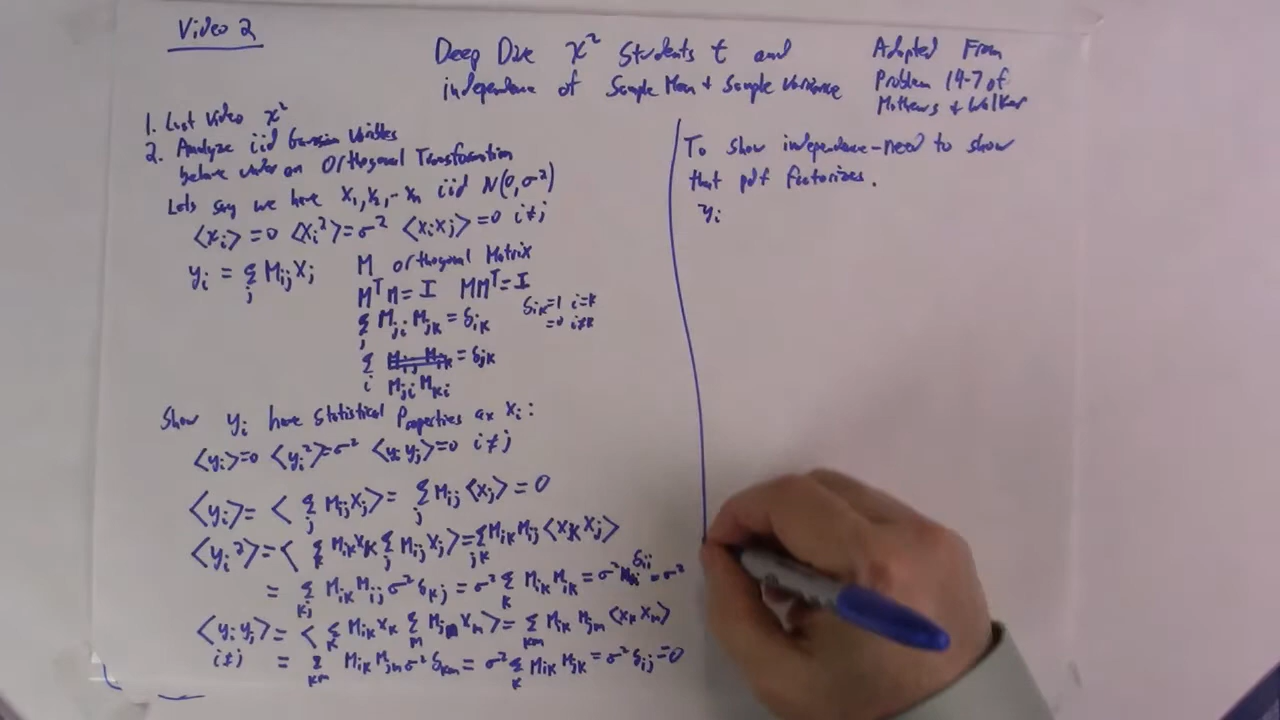 Video 2
Deep Dive χ² Students t and
independence of Sample Mean + Sample Variance
Adapted From
Problem 14-7 of
Mathews + Walker
1. Last Video χ²
2. Analyze iid Gaussian Variables
behave under an Orthogonal Transformation
Lets say we have X₁, X₂, -- Xₙ iid N(0, σ²)
<xᵢ> = 0 <Xᵢ²> = σ² <xᵢxⱼ> = 0 i≠j
yᵢ = Σⱼ Mᵢⱼ Xⱼ M orthogonal Matrix
MᵀM = I MMᵀ = I
Σⱼ Mⱼᵢ Mⱼₖ = δᵢₖ δᵢₖ=1 i=k
=0 i≠k
Σᵢ Mᵢⱼ Mᵢₖ = δⱼₖ
Mⱼᵢ Mₖᵢ
Show yᵢ have Statistical Properties as Xᵢ:
<yᵢ>=0 <yᵢ²>=σ² <yᵢ yⱼ>=0 i≠j
<yᵢ> = < Σⱼ Mᵢⱼ Xⱼ > = Σⱼ Mᵢⱼ <Xⱼ> = 0
<yᵢ²> = < Σₖ Mᵢₖ Xₖ Σⱼ Mᵢⱼ Xⱼ > = Σⱼₖ Mᵢₖ Mᵢⱼ <Xₖ Xⱼ>
= Σₖⱼ Mᵢₖ Mᵢⱼ σ² δₖⱼ = σ² Σₖ Mᵢₖ Mᵢₖ = σ² δᵢᵢ = σ²
<yᵢ yⱼ> = < Σₖ Mᵢₖ Xₖ Σₘ Mⱼₘ Xₘ > = Σₖₘ Mᵢₖ Mⱼₘ <Xₖ Xₘ>
i≠j = Σₖₘ Mᵢₖ Mⱼₘ σ² δₖₘ = σ² Σₖ Mᵢₖ Mⱼₖ = σ² δᵢⱼ = 0
To show independence - need to show
that pdf factorizes.
yᵢ